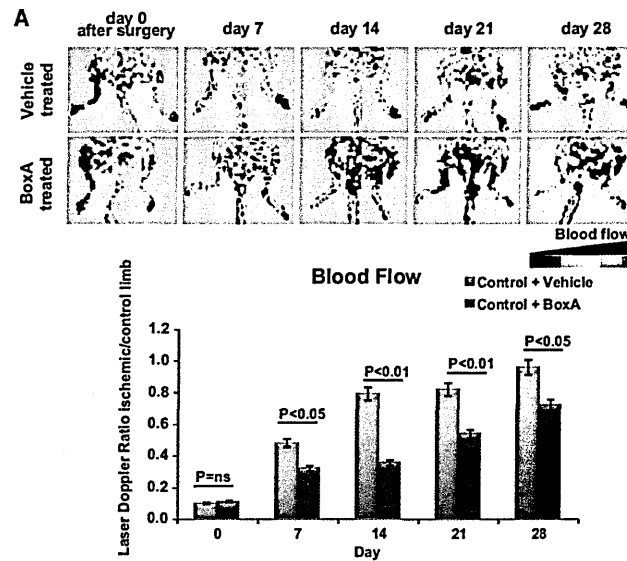 A
day 0
after surgery
day 7
day 14
day 21
day 28
Vehicle
treated
BoxA
treated
Blood flow
Blood Flow
Control + Vehicle
Control + BoxA
Laser Doppler Ratio ischemic/control limb
1.2
1.0
0.8
0.6
0.4
0.2
0.0
P=ns
P<0.05
P<0.01
P<0.01
P<0.05
0
7
14
21
28
Day